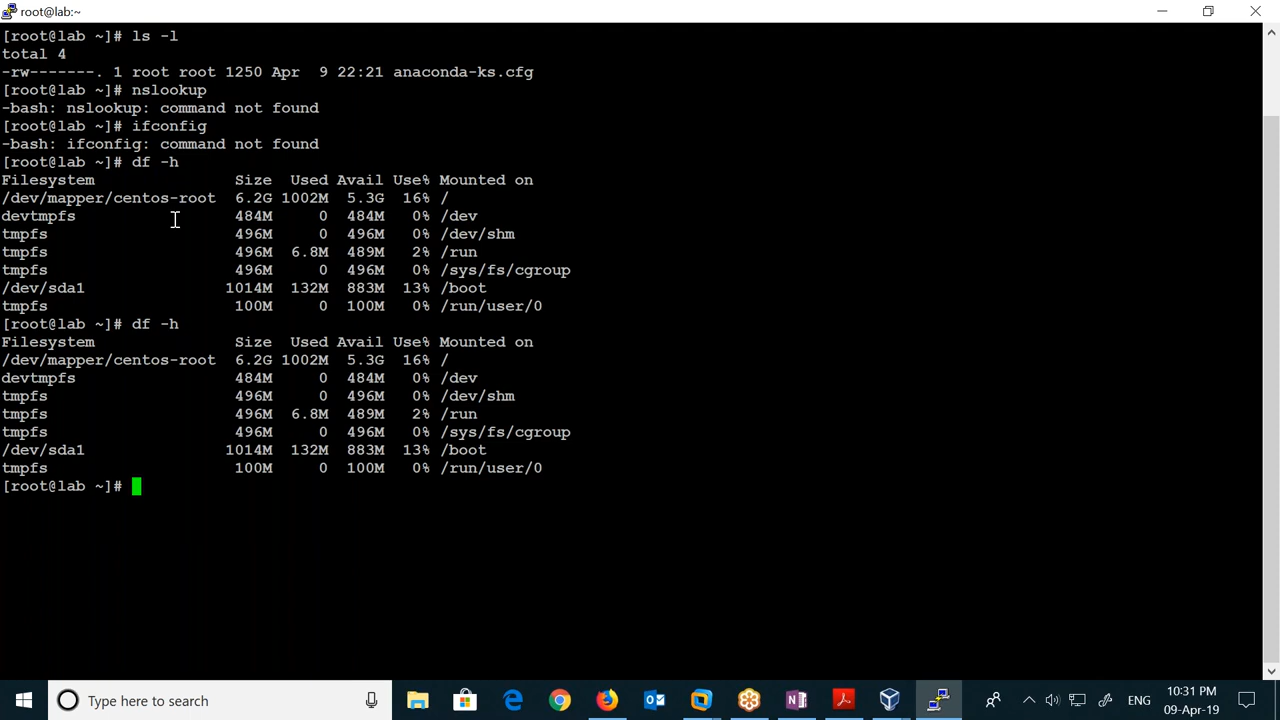 root@lab:~
[root@lab ~]# ls -l
total 4
-rw-------. 1 root root 1250 Apr  9 22:21 anaconda-ks.cfg
[root@lab ~]# nslookup
-bash: nslookup: command not found
[root@lab ~]# ifconfig
-bash: ifconfig: command not found
[root@lab ~]# df -h
Filesystem               Size  Used Avail Use% Mounted on
/dev/mapper/centos-root  6.2G 1002M  5.3G  16% /
devtmpfs                 484M     0  484M   0% /dev
tmpfs                    496M     0  496M   0% /dev/shm
tmpfs                    496M  6.8M  489M   2% /run
tmpfs                    496M     0  496M   0% /sys/fs/cgroup
/dev/sda1               1014M  132M  883M  13% /boot
tmpfs                    100M     0  100M   0% /run/user/0
[root@lab ~]# df -h
Filesystem               Size  Used Avail Use% Mounted on
/dev/mapper/centos-root  6.2G 1002M  5.3G  16% /
devtmpfs                 484M     0  484M   0% /dev
tmpfs                    496M     0  496M   0% /dev/shm
tmpfs                    496M  6.8M  489M   2% /run
tmpfs                    496M     0  496M   0% /sys/fs/cgroup
/dev/sda1               1014M  132M  883M  13% /boot
tmpfs                    100M     0  100M   0% /run/user/0
[root@lab ~]#
Type here to search
ENG
10:31 PM
09-Apr-19